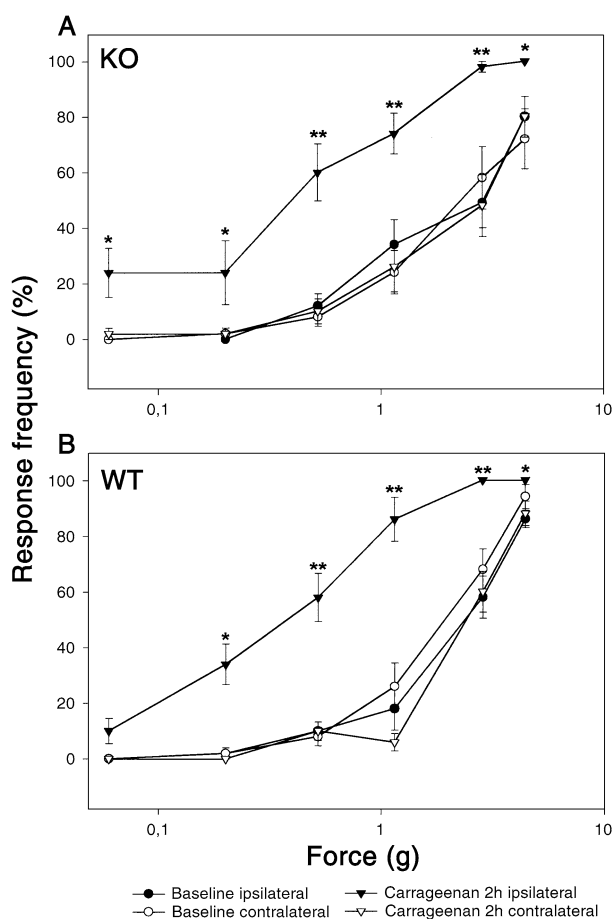 A
KO
100
80
60
40
20
0
*
*
**
**
**
*
0,1
1
10
Response frequency (%)
B
WT
100
80
60
40
20
0
*
**
**
**
*
0,1
1
10
Force (g)
Baseline ipsilateral
Carrageenan 2h ipsilateral
Baseline contralateral
Carrageenan 2h contralateral